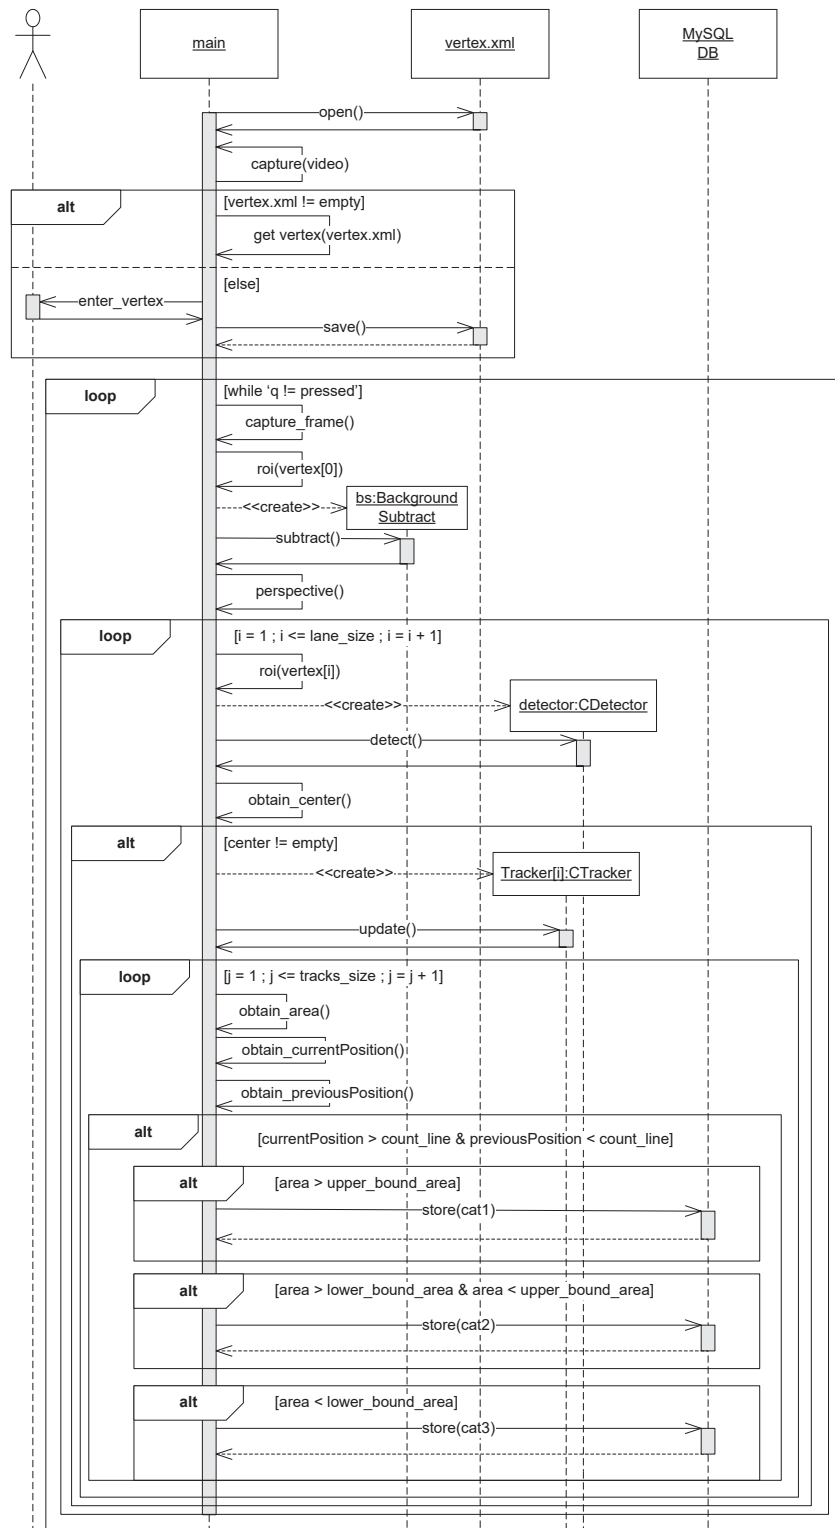 main
vertex.xml
MySQL
DB
open()
capture(video)
alt
[vertex.xml != empty]
get vertex(vertex.xml)
[else]
enter_vertex
save()
loop
[while ‘q != pressed’]
capture_frame()
roi(vertex[0])
<<create>>
bs:Background
Subtract
subtract()
perspective()
loop
[i = 1 ; i <= lane_size ; i = i + 1]
roi(vertex[i])
<<create>>
detector:CDetector
detect()
obtain_center()
alt
[center != empty]
<<create>>
Tracker[i]:CTracker
update()
loop
[j = 1 ; j <= tracks_size ; j = j + 1]
obtain_area()
obtain_currentPosition()
obtain_previousPosition()
alt
[currentPosition > count_line & previousPosition < count_line]
alt
[area > upper_bound_area]
store(cat1)
alt
[area > lower_bound_area & area < upper_bound_area]
store(cat2)
alt
[area < lower_bound_area]
store(cat3)